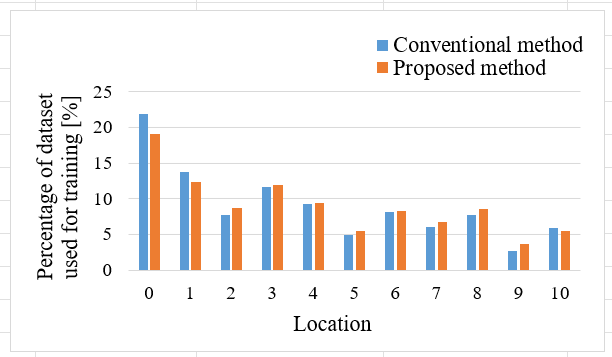 Conventional method
Proposed method
Percentage of dataset
used for training [%]
25
20
15
10
5
0
0 1 2 3 4 5 6 7 8 9 10
Location